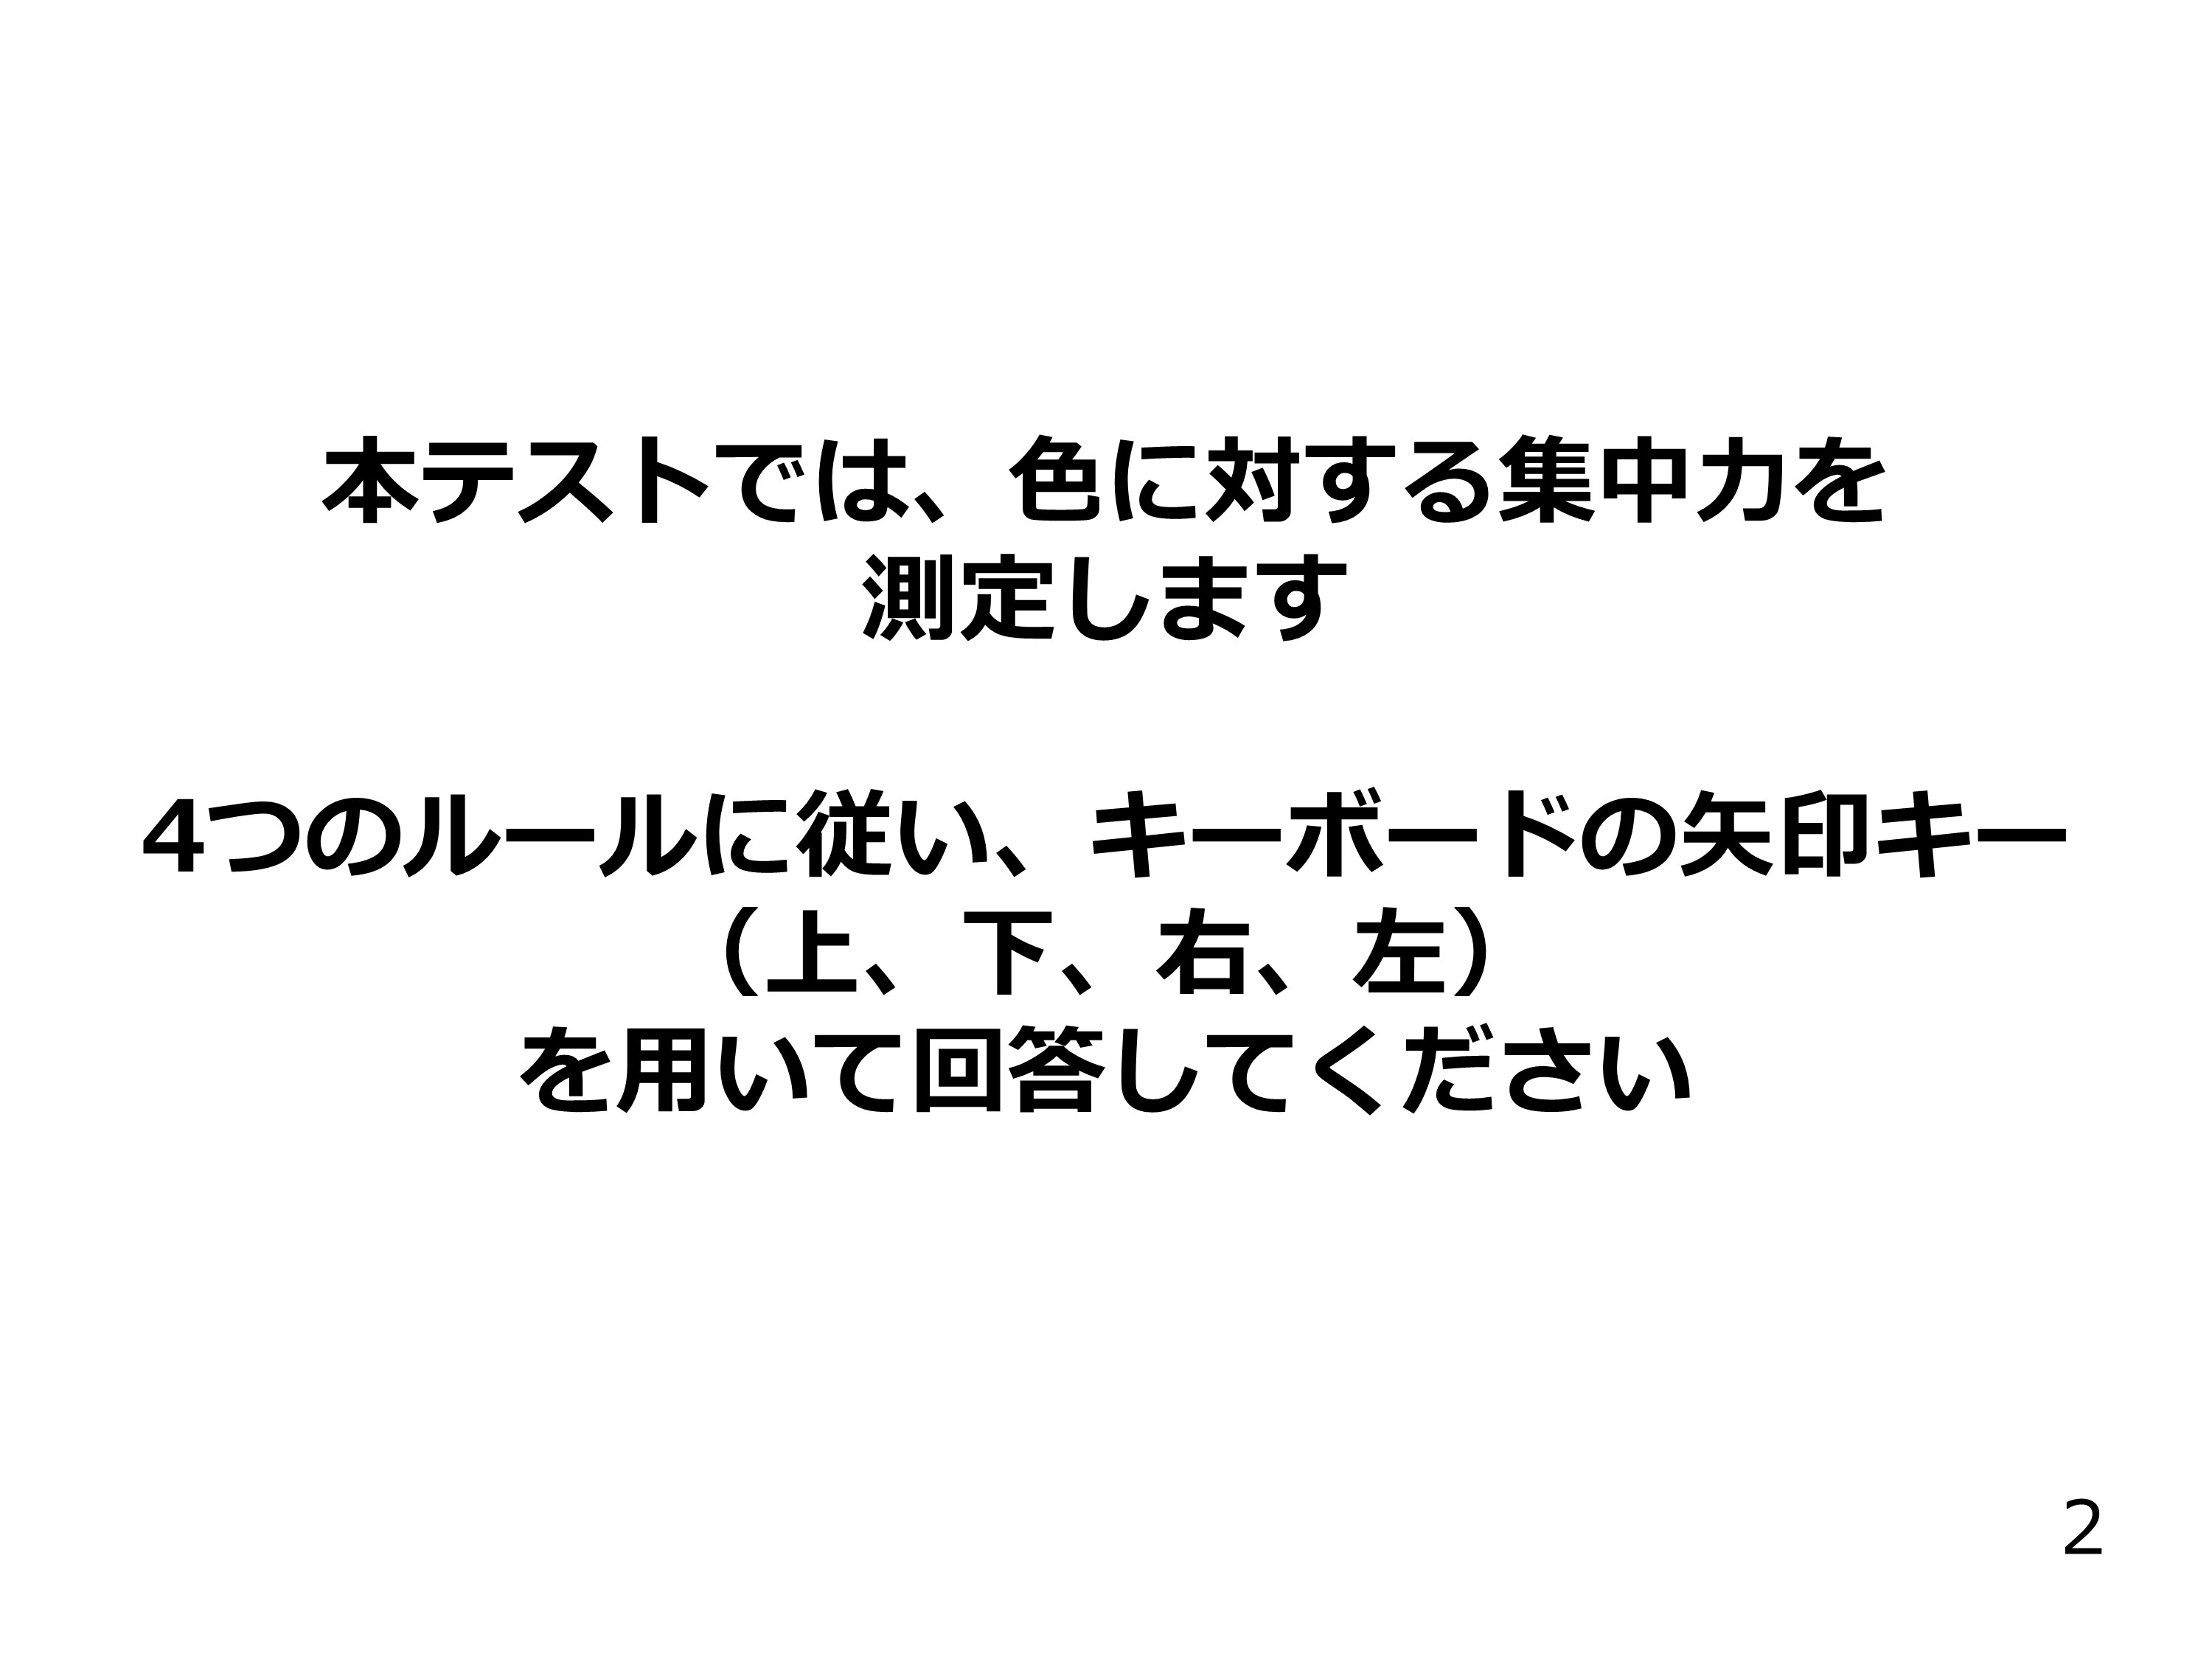 本テストでは、色に対する集中力を
測定します
4つのルールに従い、キーボードの矢印キー
（上、下、右、左）
を用いて回答してください
2